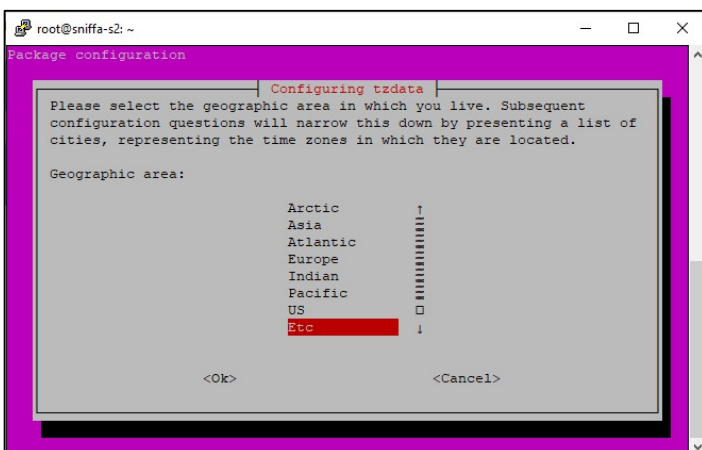 root@sniffa-s2: ~
Package configuration
Configuring tzdata
Please select the geographic area in which you live. Subsequent
configuration questions will narrow this down by presenting a list of
cities, representing the time zones in which they are located.
Geographic area:
Arctic
Asia
Atlantic
Europe
Indian
Pacific
US
Etc
<Ok> <Cancel>